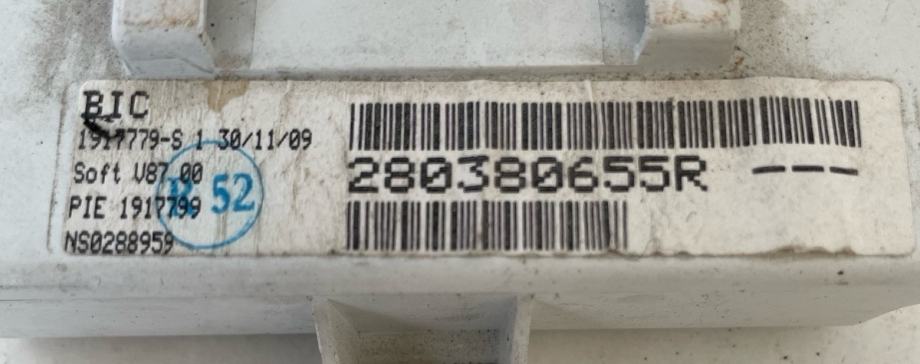 BIC
1917779-S 1 30/11/09
Soft V87.00
PIE 1917799
NS0288959
R 52
280380655R ---